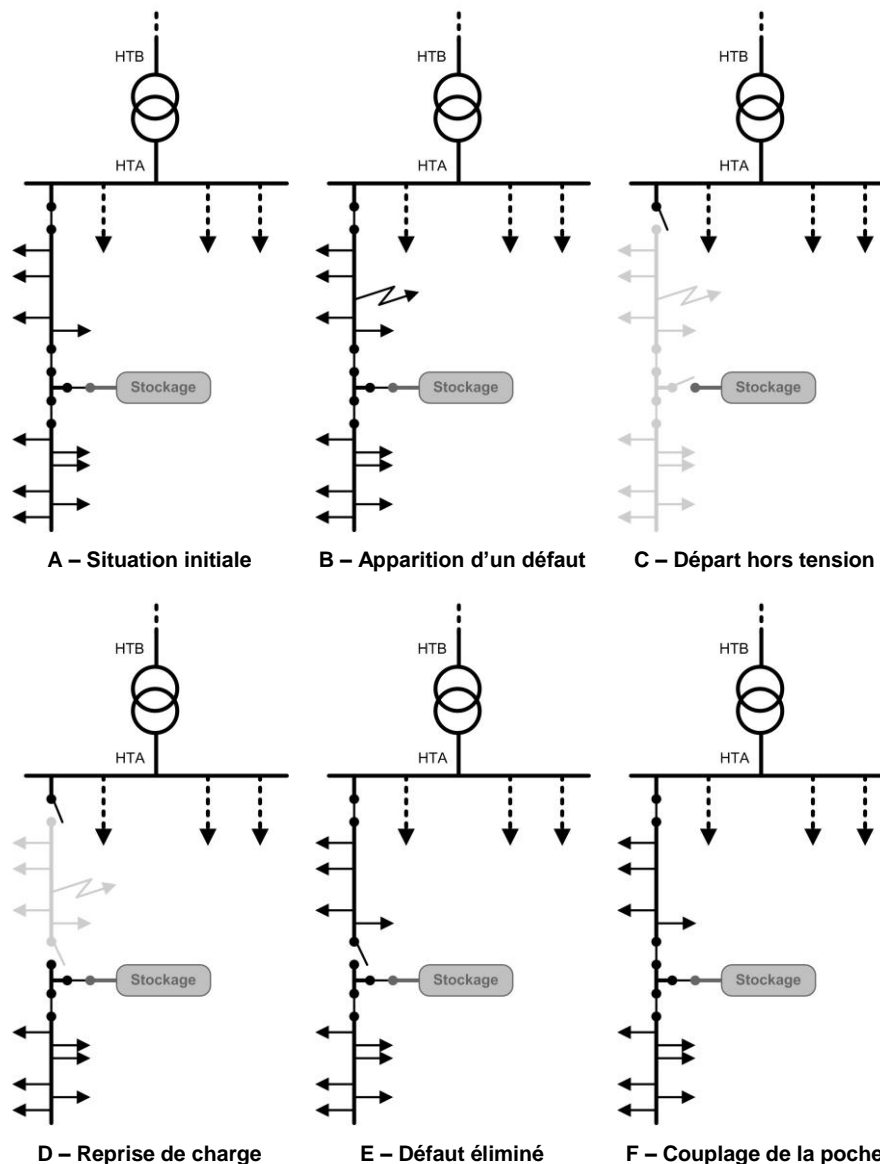 HTB HTB HTB
HTA HTA HTA
Stockage Stockage Stockage
A – Situation initiale B – Apparition d’un défaut C – Départ hors tension
HTB HTB HTB
HTA HTA HTA
Stockage Stockage Stockage
D – Reprise de charge E – Défaut éliminé F – Couplage de la poche